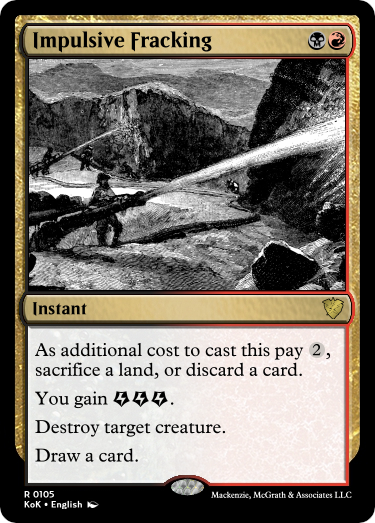 Impulsive Fracking
Instant
As additional cost to cast this pay 2,
sacrifice a land, or discard a card.
You gain .
Destroy target creature.
Draw a card.
R 0105
KoK • English
Mackenzie, McGrath & Associates LLC